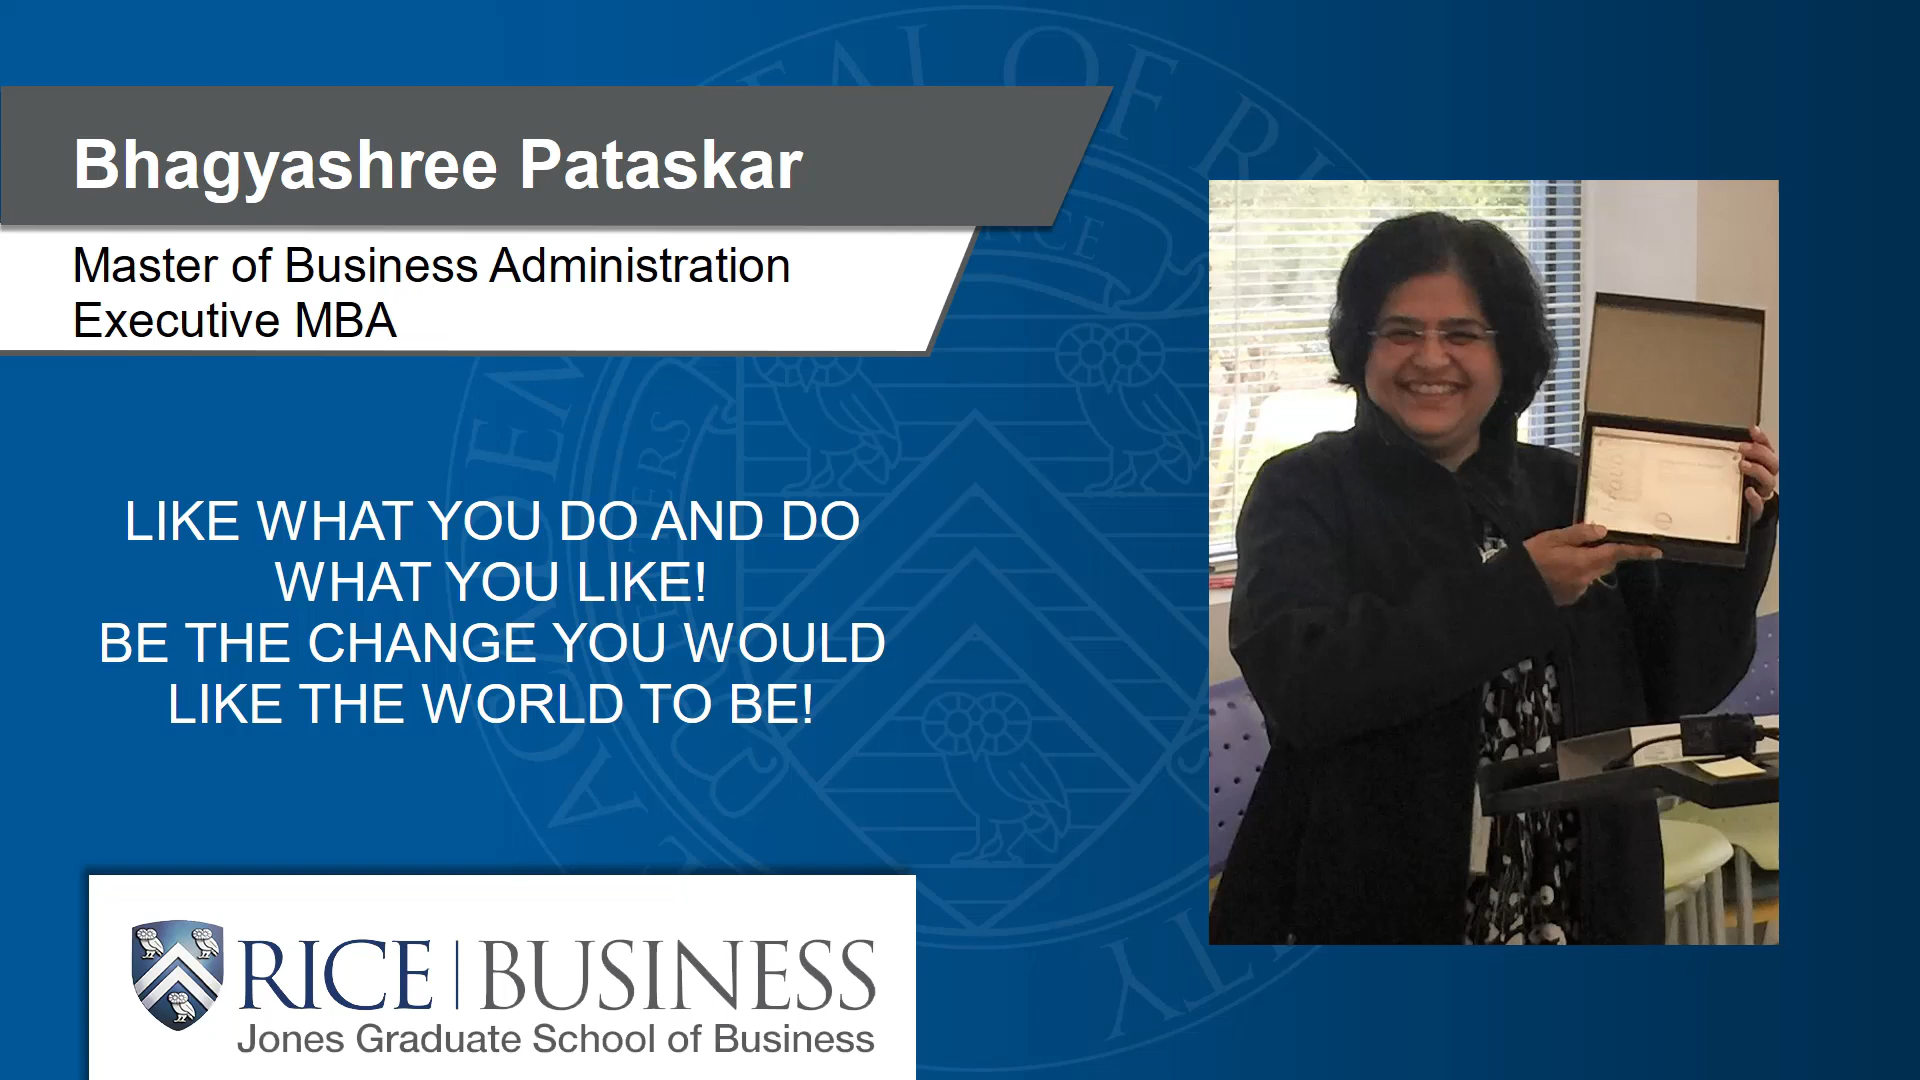 Bhagyashree Pataskar
Master of Business Administration
Executive MBA
LIKE WHAT YOU DO AND DO
WHAT YOU LIKE!
BE THE CHANGE YOU WOULD
LIKE THE WORLD TO BE!
RICE | BUSINESS
Jones Graduate School of Business